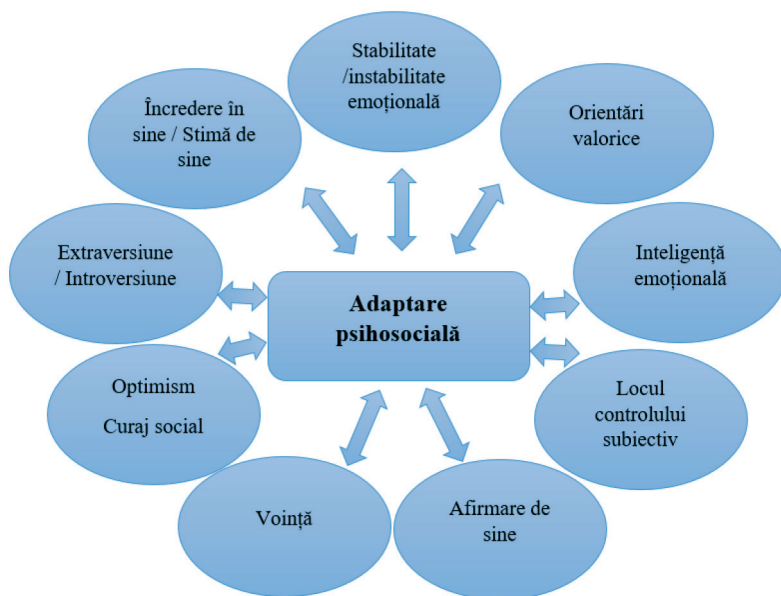 Stabilitate
/instabilitate
emoțională
Încredere în
sine / Stimă de
sine
Orientări
valorice
Extraversiune
/ Introversiune
Inteligență
emoțională
Adaptare
psihosocială
Optimism
Curaj social
Locul
controlului
subiectiv
Voință
Afirmare de
sine